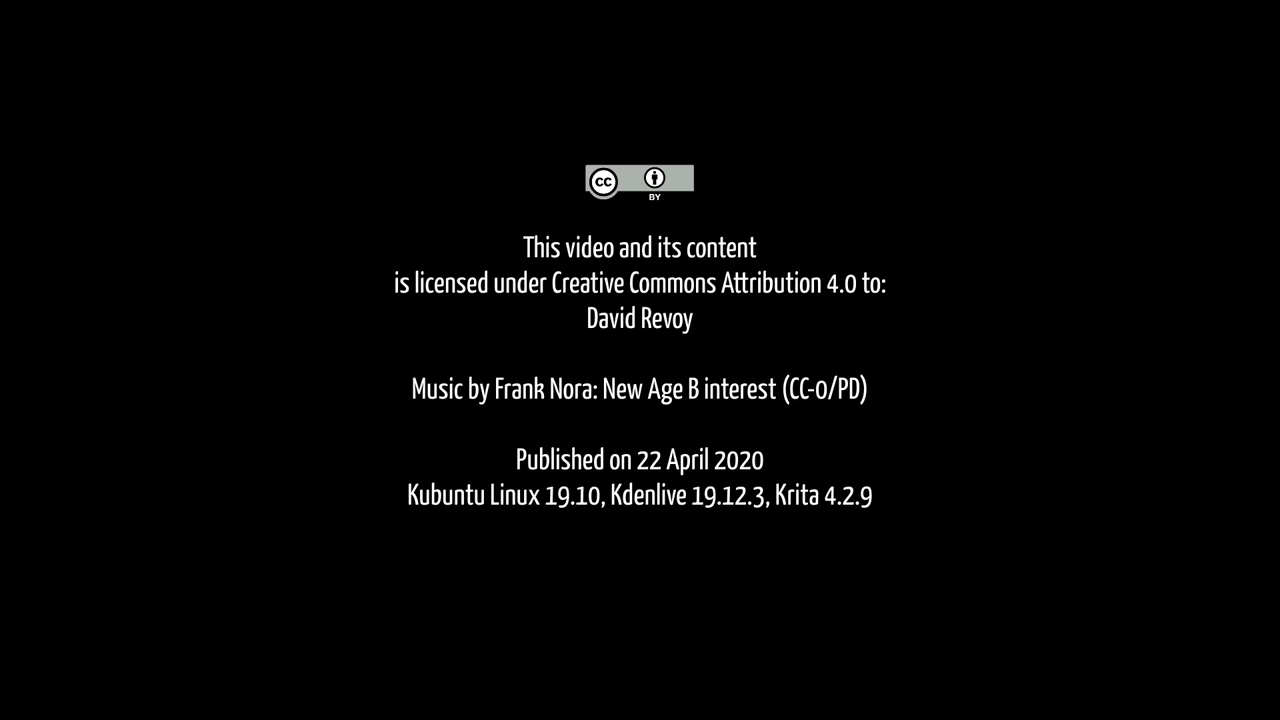 CC
BY
This video and its content
is licensed under Creative Commons Attribution 4.0 to:
David Revoy
Music by Frank Nora: New Age B interest (CC-0/PD)
Published on 22 April 2020
Kubuntu Linux 19.10, Kdenlive 19.12.3, Krita 4.2.9